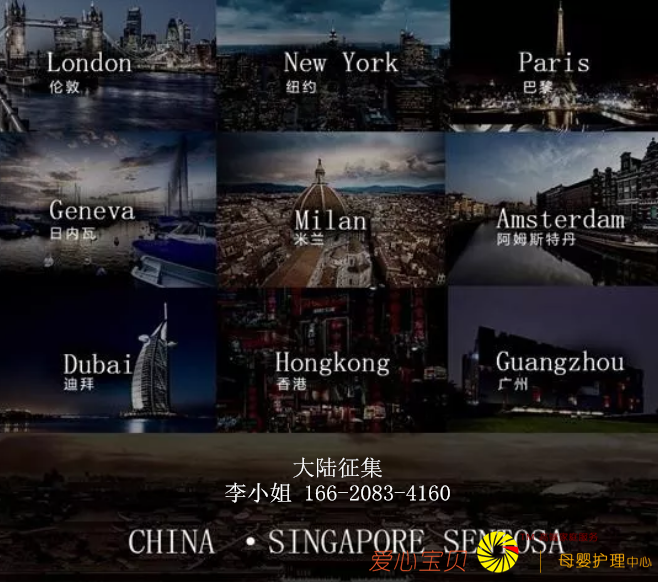 London
伦敦
New York
纽约
Paris
巴黎
Geneva
日内瓦
Milan
米兰
Amsterdam
阿姆斯特丹
Dubai
迪拜
Hongkong
香港
Guangzhou
广州
大陆征集
李小姐 166-2083-4160
CHINA •SINGAPORE SENTOSA
爱心宝贝 | 母婴护理中心